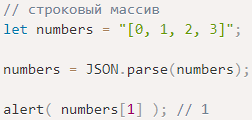 // строковый массив
let numbers = "[0, 1, 2, 3]";
numbers = JSON.parse(numbers);
alert( numbers[1] ); // 1